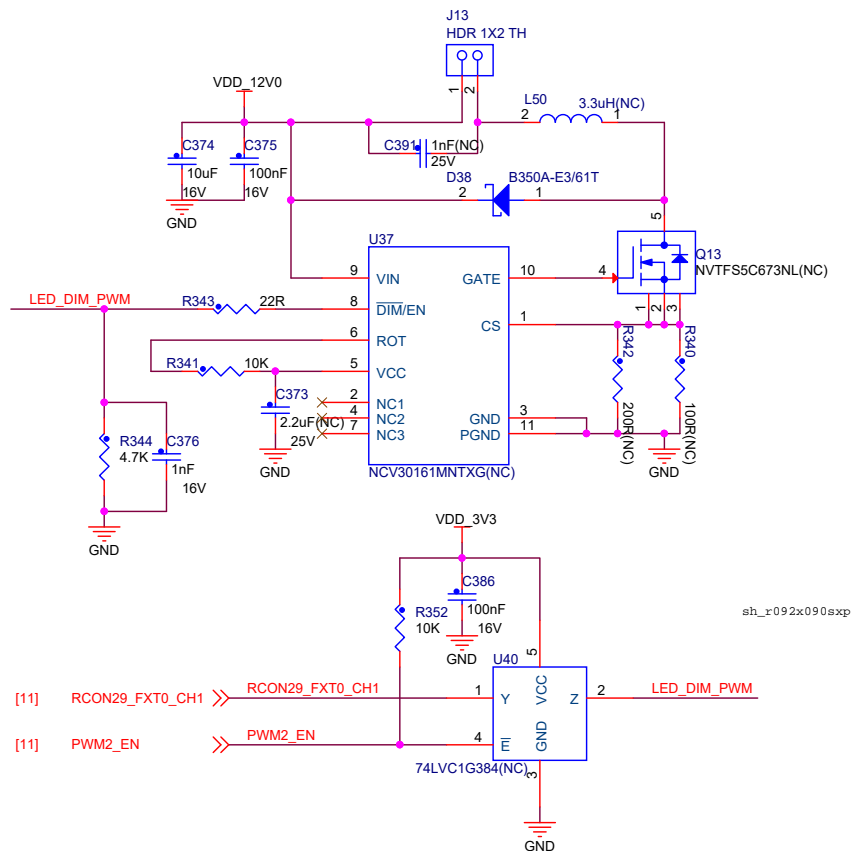 J13
HDR 1X2 TH
VDD_12V0
1
2
L50
3.3uH(NC)
2
1
C374
10uF
16V
C375
100nF
16V
C391
1nF(NC)
25V
D38
B350A-E3/61T
2
1
GND
5
U37
Q13
NVTFS5C673NL(NC)
9
VIN
GATE
10
4
LED_DIM_PWM
R343
22R
8
DIM/EN
1
2
3
CS
1
6
ROT
R341
10K
5
VCC
R342
200R(NC)
R340
100R(NC)
C373
2.2uF(NC)
25V
2
NC1
4
NC2
7
NC3
GND
3
PGND
11
R344
4.7K
C376
1nF
16V
GND
GND
NCV30161MNTXG(NC)
GND
VDD_3V3
C386
100nF
16V
R352
10K
GND
sh_r092x090sxp
U40
5
[11]
RCON29_FXT0_CH1
RCON29_FXT0_CH1
1
Y
VCC
Z
2
LED_DIM_PWM
[11]
PWM2_EN
PWM2_EN
4
E
GND
74LVC1G384(NC)
3
GND